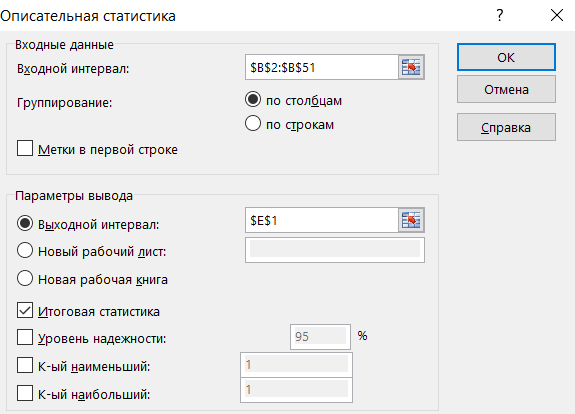 Описательная статистика ?
Входные данные
Входной интервал: $B$2:$B$51
Группирование: по столбцам
по строкам
Метки в первой строке
ОК
Отмена
Справка
Параметры вывода
Выходной интервал: $E$1
Новый рабочий лист:
Новая рабочая книга
Итоговая статистика
Уровень надежности: 95 %
К-ый наименьший: 1
К-ый наибольший: 1